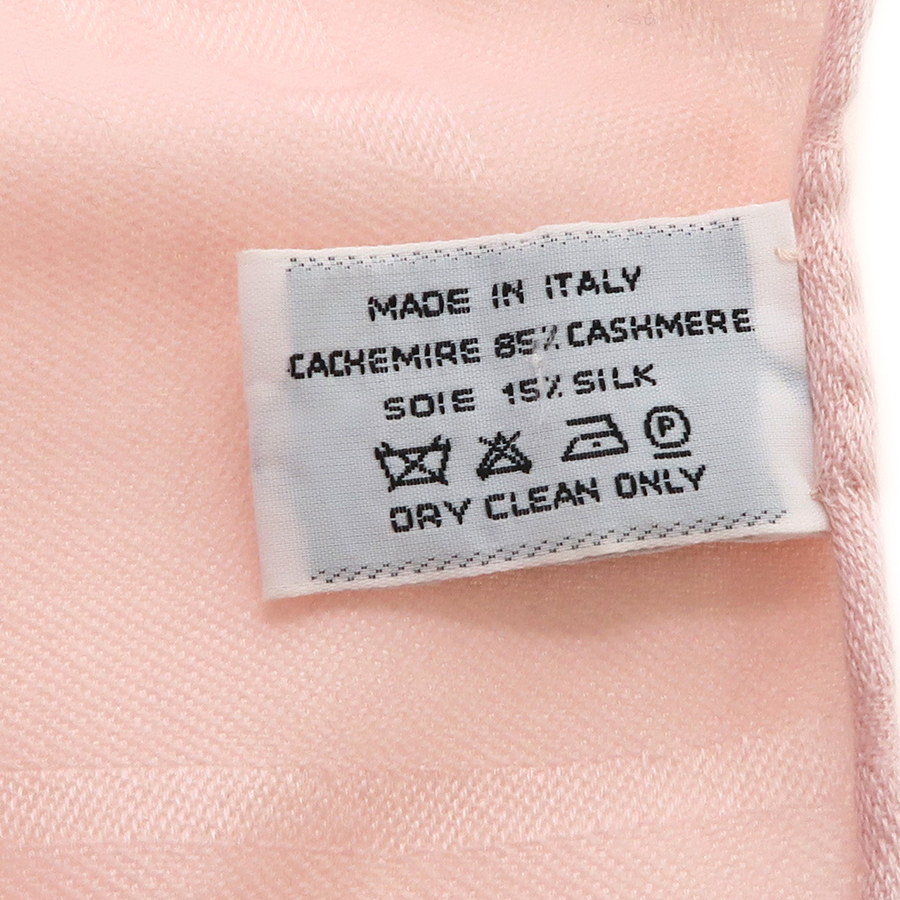 MADE IN ITALY
CACHEMIRE 85% CASHMERE
SOIE 15% SILK
P
DRY CLEAN ONLY